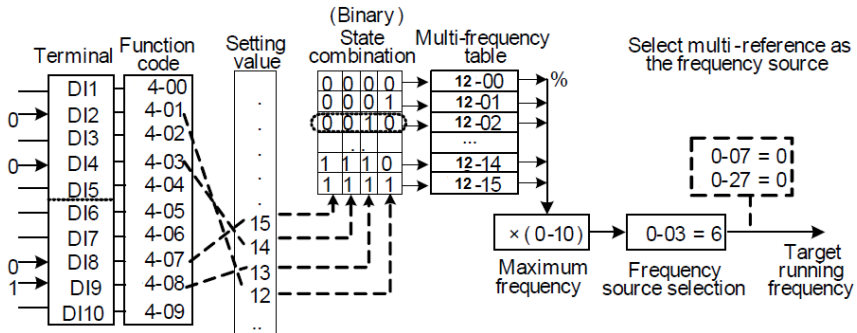 (Binary)
Terminal
Function
code
Setting
value
State
combination
Multi-frequency
table
Select multi-reference as
the frequency source
DI1
DI2
DI3
DI4
DI5
DI6
DI7
DI8
DI9
DI10
0
0
0
1
4-00
4-01
4-02
4-03
4-04
4-05
4-06
4-07
4-08
4-09
.
.
.
.
.
15
14
13
12
..
0 0 0 0
0 0 0 1
0 0 1 0
..
1 1 1 0
1 1 1 1
12-00
12-01
12-02
...
12-14
12-15
%
× (0-10)
Maximum
frequency
0-03 = 6
Frequency
source selection
0-07 = 0
0-27 = 0
Target
running
frequency